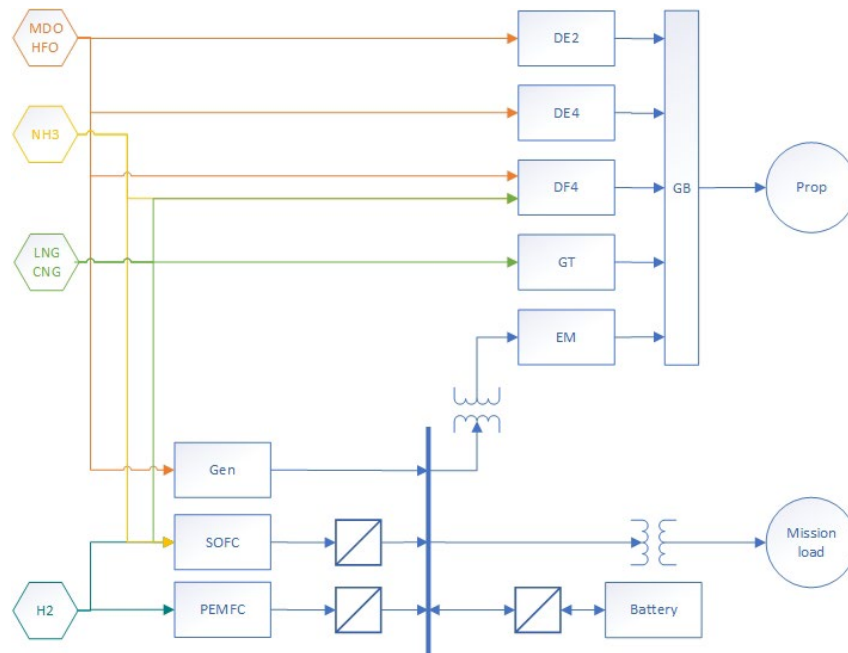 MDO
HFO
DE2
DE4
NH3
DF4
GB
Prop
LNG
CNG
GT
EM
Gen
SOFC
Mission
load
H2
PEMFC
Battery